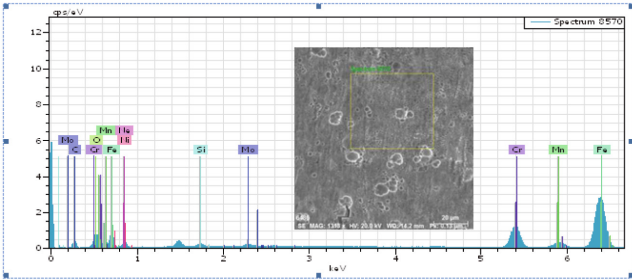 cps/eV
Spectrum 8570
12
10
8
6
4
2
0
Mn Ne
Mo O Ni
C Cr Fe
Si
Mo
Cr
Mn
Fe
20 µm
0 1 2 3 4 5 6
keV